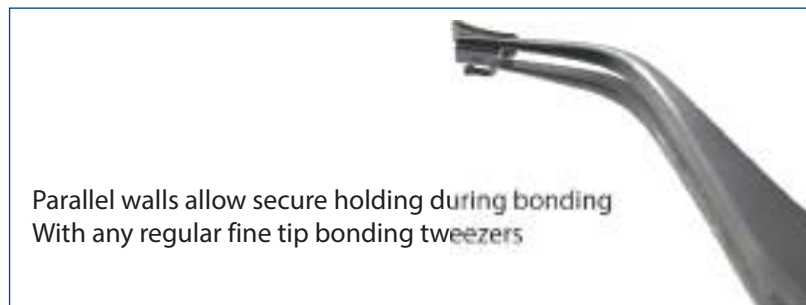 Parallel walls allow secure holding during bonding
With any regular fine tip bonding tweezers